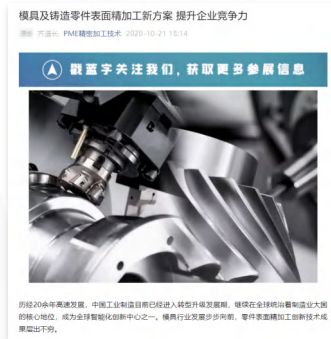 模具及铸造零件表面精加工新方案 提升企业竞争力
齐道长 PME精密加工技术 2020-10-21 18:14
戳蓝字关注我们，获取更多参展信息
历经20余年高速发展，中国工业制造目前已经进入转型升级发展期，继续在全球统治着制造业大国
的核心地位，成为全球智能化创新中心之一。模具行业发展步步向前，零件表面精加工创新技术成
果层出不穷。